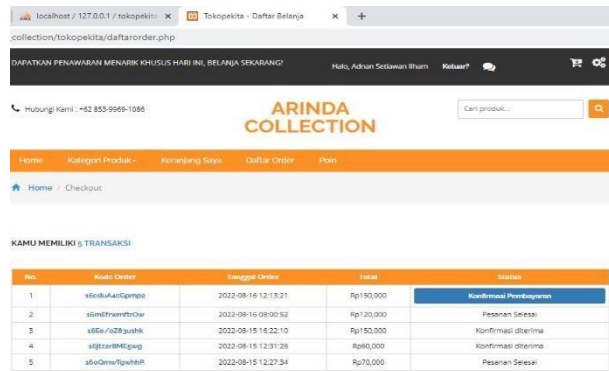 localhost / 127.0.0.1 / tokopekita
Tokopekita - Daftar Belanja
collection/tokopekita/daftarorder.php
DAPATKAN PENAWARAN MENARIK KHUSUS HARI INI, BELANJA SEKARANG!
Halo, Adnan Setiawan Ilham Keluar?
Hubungi Kami : +62 853-9969-1086
ARINDA
COLLECTION
Cari produk...
Home Kategori Produk Keranjang Saya Daftar Order Poin
Home / Checkout
KAMU MEMILIKI 5 TRANSAKSI
No. Kode Order Tanggal Order Total Status
1 2022-08-16 12:13:21 Rp150,000 Konfirmasi Pembayaran
2 2022-08-16 08:00:52 Rp120,000 Pesanan Selesai
3 2022-08-15 16:22:10 Rp150,000 Konfirmasi diterima
4 2022-08-15 12:31:26 Rp60,000 Konfirmasi diterima
5 16oQmwTgwhhP. 2022-08-15 12:27:34 Rp70,000 Pesanan Selesai